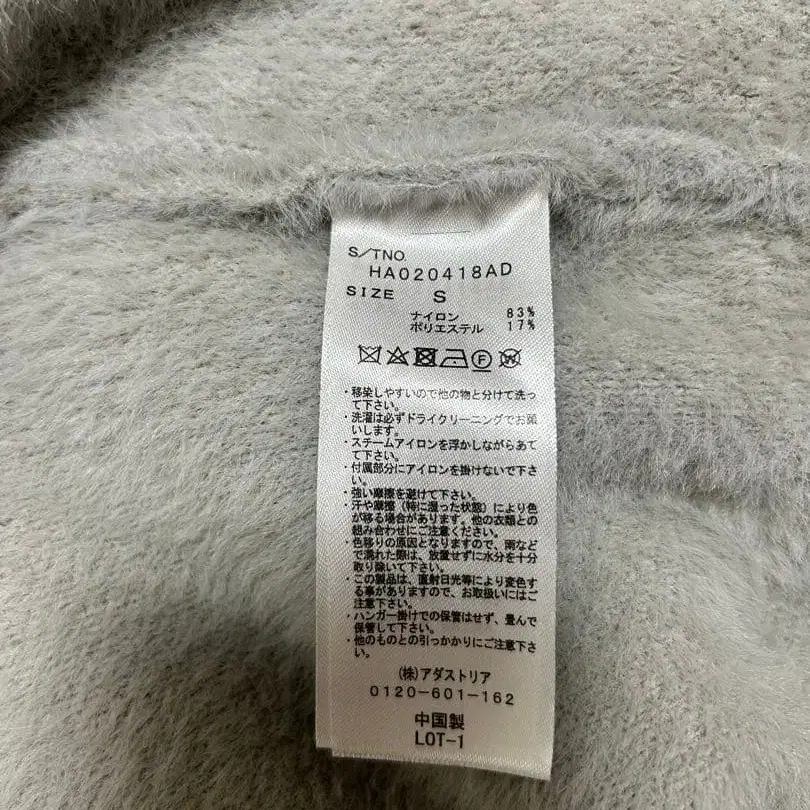 S/TNO.
HA020418AD
SIZE S
ナイロン 83%
ポリエステル 17%
F W
・移染しやすいので他の物と分けて洗っ
て下さい。
・洗濯は必ずドライクリーニングでお願
いします。
・スチームアイロンを浮かしながらあて
て下さい。
・付属部分にアイロンを掛けないで下さ
い。
・強い摩擦を避けて下さい。
・汗や摩擦（特に湿った状態）により色
が移る場合があります。他の衣類との
組み合わせにご注意ください。
・色移りの原因となりますので、雨など
で濡れた際は、放置せずに水分を十分
取り除いて下さい。
・この製品は、直射日光等により変色す
る事がありますので、お取扱いにはご
注意下さい。
・ハンガー掛けでの保管はせず、畳んで
保管して下さい。
・他のものとの引っかかりにご注意下さ
い。
(株)アダストリア
0120-601-162
中国製
LOT-1